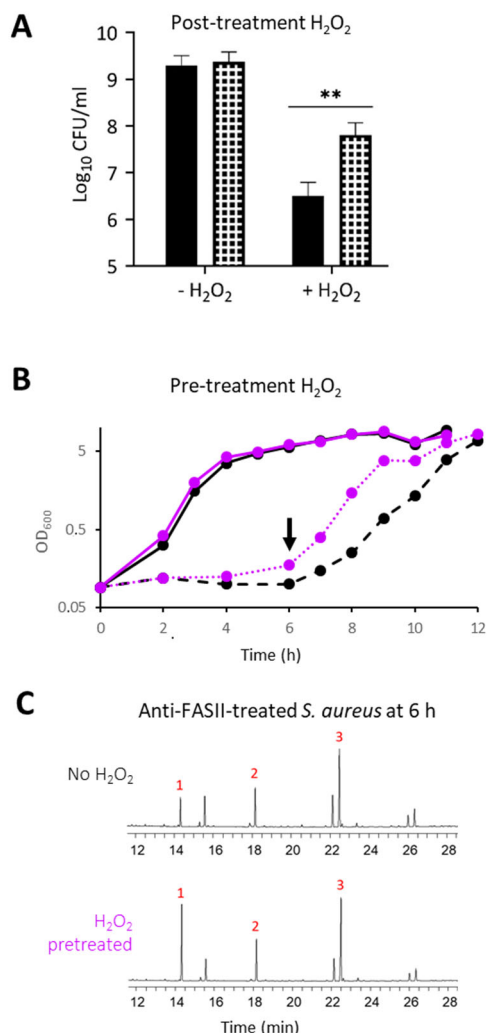 A
Post-treatment H₂O₂
Log₁₀ CFU/ml
10
9
8
7
6
5
**
- H₂O₂
+ H₂O₂
B
Pre-treatment H₂O₂
OD₆₀₀
5
0.5
0.05
0 2 4 6 8 10 12
Time (h)
C
Anti-FASII-treated S. aureus at 6 h
No H₂O₂
1
2
3
12 14 16 18 20 22 24 26 28
H₂O₂
pretreated
1
2
3
12 14 16 18 20 22 24 26 28
Time (min)